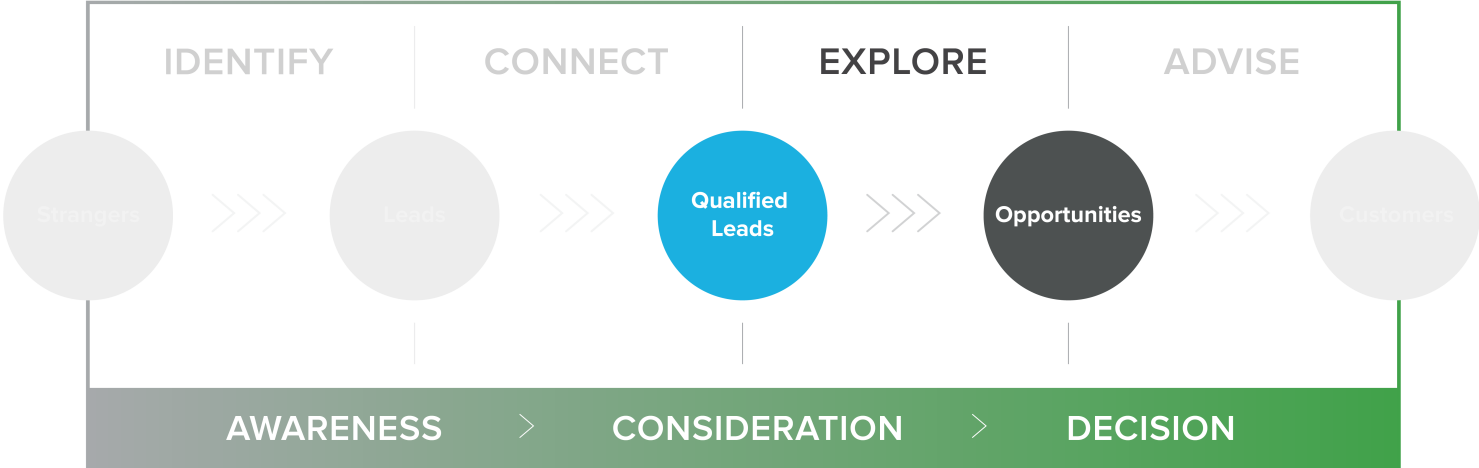 IDENTIFY
CONNECT
EXPLORE
ADVISE
Strangers
Leads
Qualified
Leads
Opportunities
Customers
AWARENESS
CONSIDERATION
DECISION